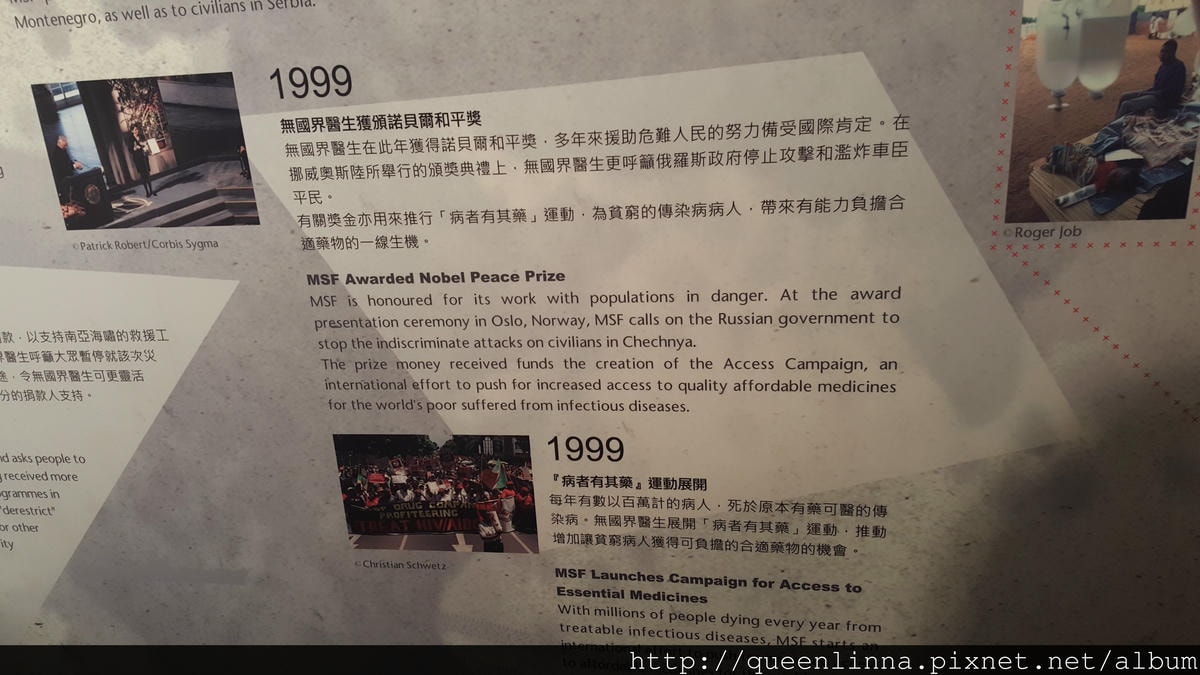 Montenegro, as well as to civilians in Serbia.
1999
無國界醫生獲頒諾貝爾和平獎
無國界醫生在此年獲得諾貝爾和平獎，多年來援助危難人民的努力備受國際肯定。在
挪威奧斯陸所舉行的頒獎典禮上，無國界醫生更呼籲俄羅斯政府停止攻擊和濫炸車臣
平民。
有關獎金亦用來推行「病者有其藥」運動，為貧窮的傳染病病人，帶來有能力負擔合
適藥物的一線生機。
©Patrick Robert/Corbis Sygma
©Roger Job
MSF Awarded Nobel Peace Prize
MSF is honoured for its work with populations in danger. At the award
presentation ceremony in Oslo, Norway, MSF calls on the Russian government to
stop the indiscriminate attacks on civilians in Chechnya.
The prize money received funds the creation of the Access Campaign, an
international effort to push for increased access to quality affordable medicines
for the world's poor suffered from infectious diseases.
款，以支持南亞海嘯的救援工
界醫生呼籲大眾暫停就該次災
途，令無國界醫生可更靈活
分的捐款人支持。
nd asks people to
received more
ogrammes in
"derestrict"
or other
ity
DRUG COMPAN
PROFITEERING
TREAT HIV/AIDS
©Christian Schwetz
1999
『病者有其藥』運動展開
每年有數以百萬計的病人，死於原本有藥可醫的傳
染病。無國界醫生展開「病者有其藥」運動，推動
增加讓貧窮病人獲得可負擔的合適藥物的機會。
MSF Launches Campaign for Access to
Essential Medicines
With millions of people dying every year from
treatable infectious diseases, MSF starts an
international effort to
to afford
http://queenlinna.pixnet.net/album